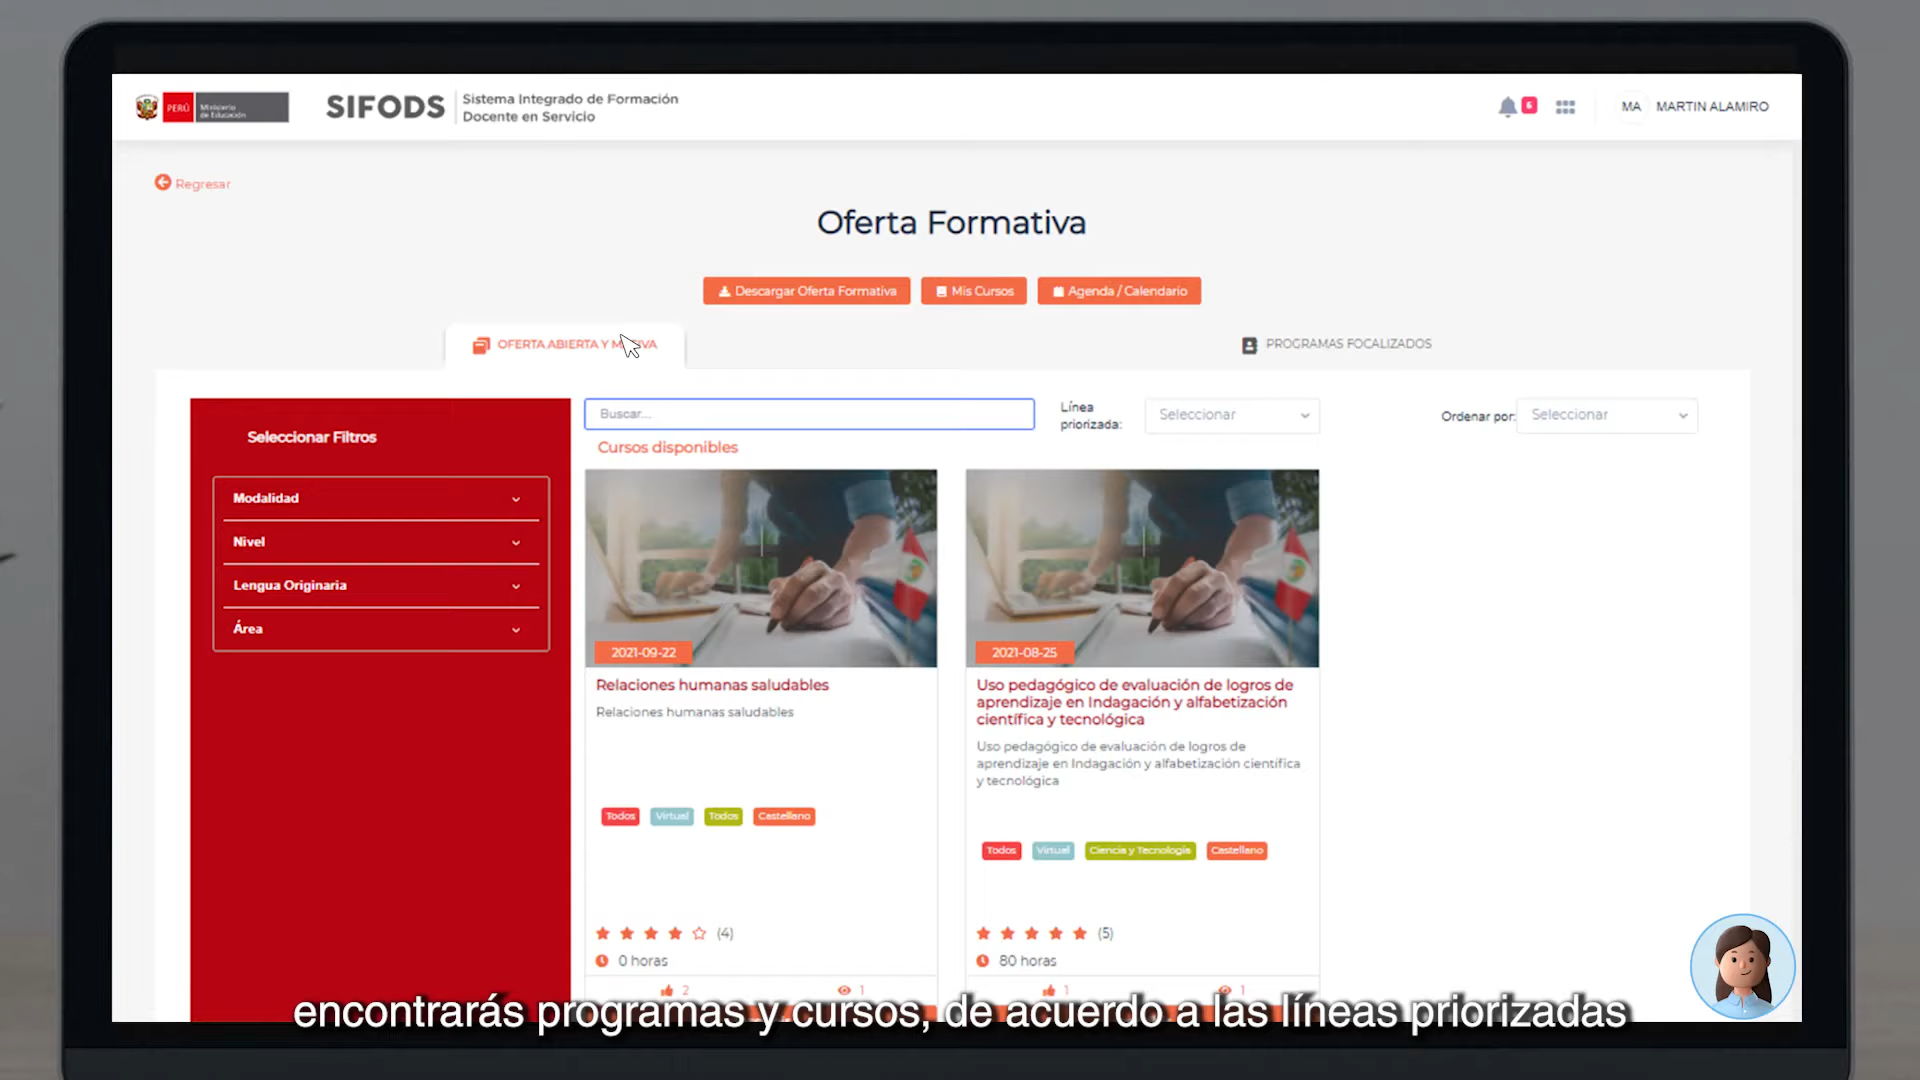 PERÚ
Ministerio
de Educación
SIFODS
Sistema Integrado de Formación
Docente en Servicio
6
MA MARTIN ALAMIRO
Regresar
Oferta Formativa
Descargar Oferta Formativa
Mis Cursos
Agenda / Calendario
OFERTA ABIERTA Y
PROGRAMAS FOCALIZADOS
Seleccionar Filtros
Modalidad
Nivel
Lengua Originaria
Área
Buscar...
Línea
priorizada:
Seleccionar
Ordenar por:
Seleccionar
Cursos disponibles
2021-09-22
Relaciones humanas saludables
Relaciones humanas saludables
Todos Virtual Todos Castellano
(4)
0 horas
2 1
2021-08-25
Uso pedagógico de evaluación de logros de
aprendizaje en Indagación y alfabetización
científica y tecnológica
Uso pedagógico de evaluación de logros de
aprendizaje en Indagación y alfabetización científica
y tecnológica
Todos Virtual Ciencia y Tecnología Castellano
(5)
80 horas
1 1
encontrarás programas y cursos, de acuerdo a las líneas priorizadas